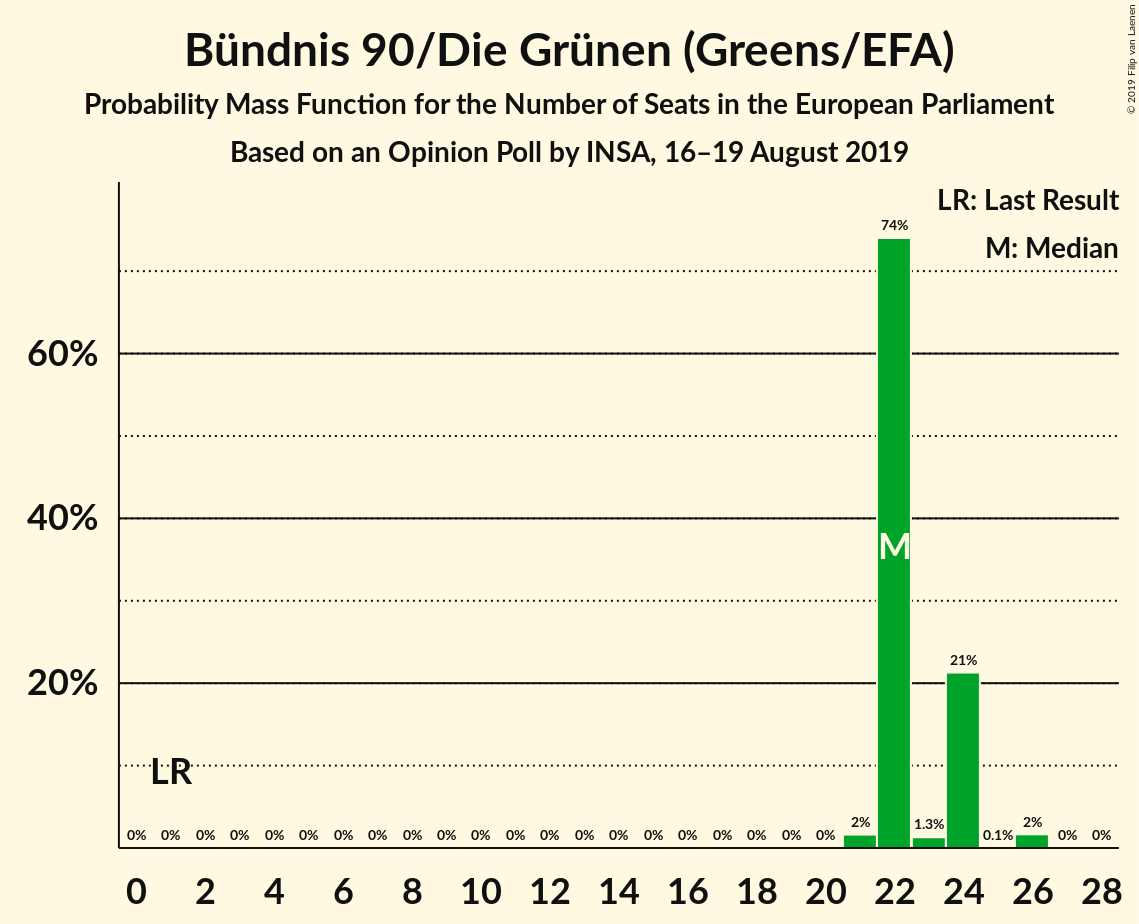 Bündnis 90/Die Grünen (Greens/EFA)
Probability Mass Function for the Number of Seats in the European Parliament
Based on an Opinion Poll by INSA, 16–19 August 2019
© 2019 Filip van Laenen
LR: Last Result
M: Median
74%
60%
40%
M
21%
20%
LR
0% 0% 0% 0% 0% 0% 0% 0% 0% 0% 0% 0% 0% 0% 0% 0% 0% 0% 0% 0% 0% 2% 1.3% 0.1% 2% 0% 0%
0 2 4 6 8 10 12 14 16 18 20 22 24 26 28